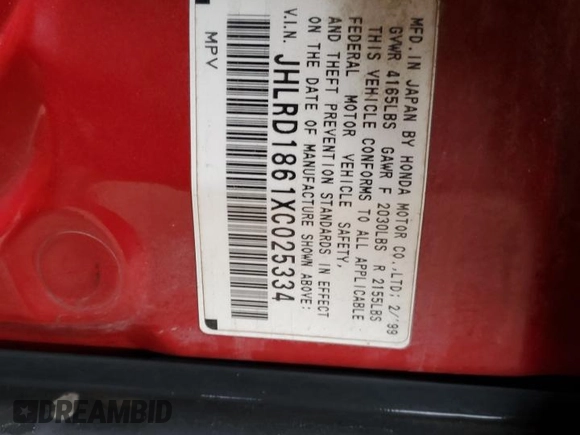 MFD. IN JAPAN BY HONDA MOTOR CO.,LTD: 2/'99
GVWR 4165LBS GAWR F 2030LBS R 2155LBS
THIS VEHICLE CONFORMS TO ALL APPLICABLE
FEDERAL MOTOR VEHICLE SAFETY,
AND THEFT PREVENTION STANDARDS IN EFFECT
ON THE DATE OF MANUFACTURE SHOWN ABOVE:
V.I.N. JHLRD1861XC025334
MPV
DREAMBID